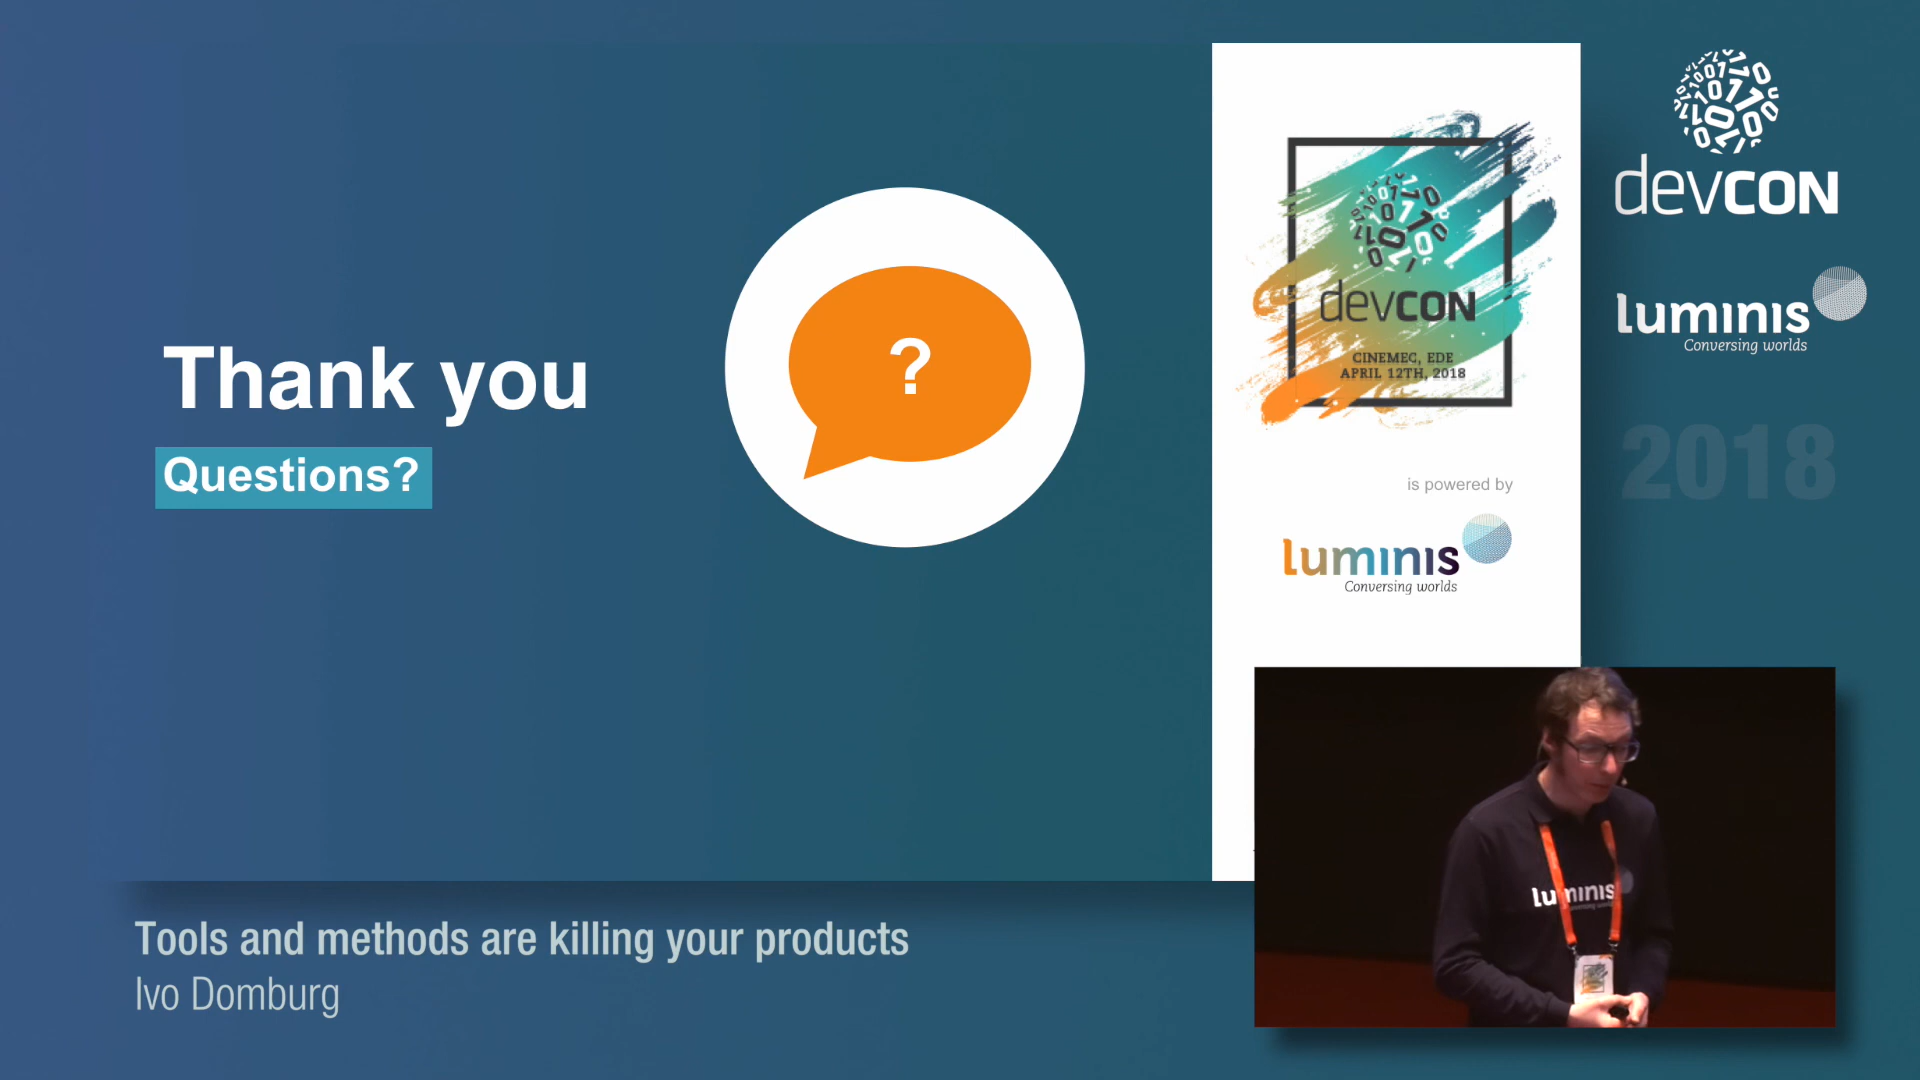 Thank you
Questions?
?
devcon
CINEMEC, EDE
APRIL 12TH, 2018
is powered by
luminis
Conversing worlds
devcon
luminis
Conversing worlds
2018
luminis
Tools and methods are killing your products
Ivo Domburg